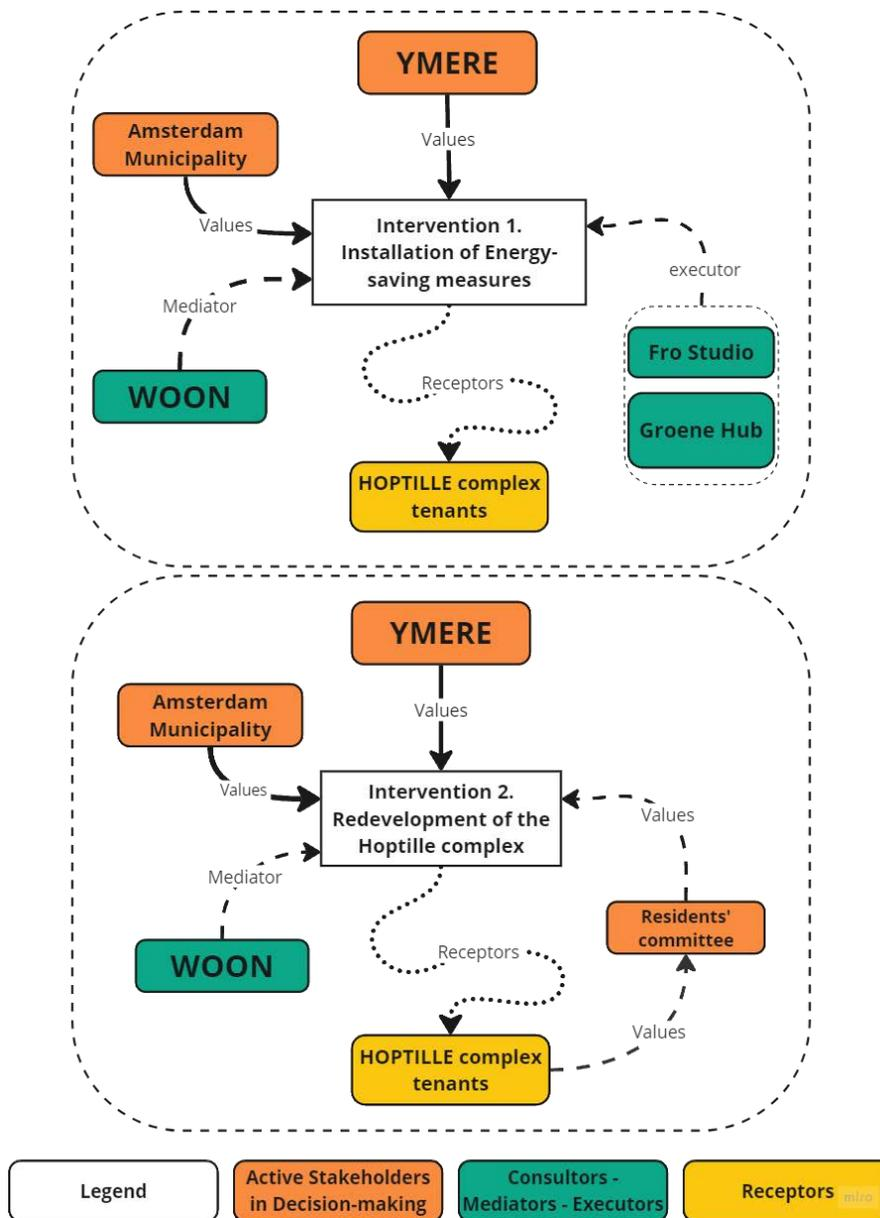 YMERE
Values
Amsterdam
Municipality
Values
Intervention 1.
Installation of Energy-
saving measures
executor
Mediator
WOON
Fro Studio
Groene Hub
Receptors
HOPTILLE complex
tenants
YMERE
Values
Amsterdam
Municipality
Values
Intervention 2.
Redevelopment of the
Hoptille complex
Values
Mediator
WOON
Residents'
committee
Receptors
Values
HOPTILLE complex
tenants
Legend
Active Stakeholders
in Decision-making
Consultors -
Mediators - Executors
Receptors
miro